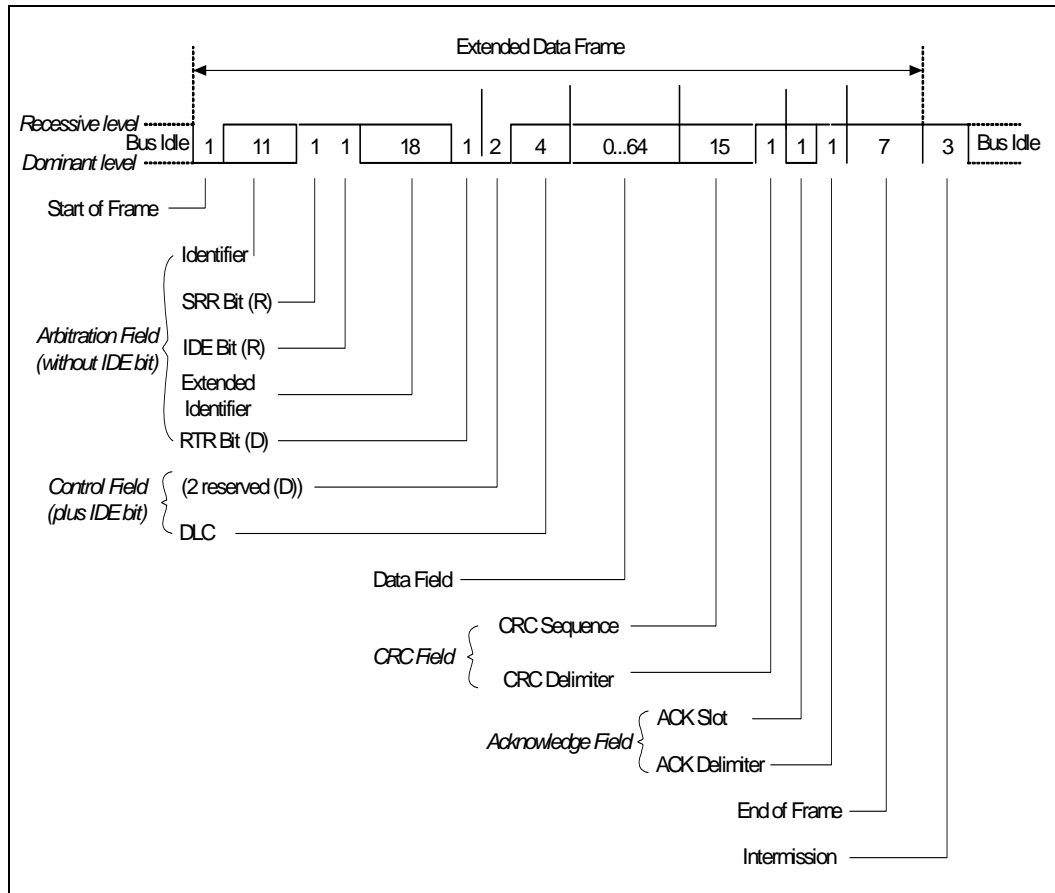 Extended Data Frame
Recessive level
Bus Idle 1 11 1 1 18 1 2 4 0...64 15 1 1 1 7 3 Bus Idle
Dominant level
Start of Frame
Identifier
SRR Bit (R)
Arbitration Field
(without IDE bit)
IDE Bit (R)
Extended
Identifier
RTR Bit (D)
Control Field
(plus IDE bit)
(2 reserved (D))
DLC
Data Field
CRC Sequence
CRC Field
CRC Delimiter
ACK Slot
Acknowledge Field
ACK Delimiter
End of Frame
Intermission